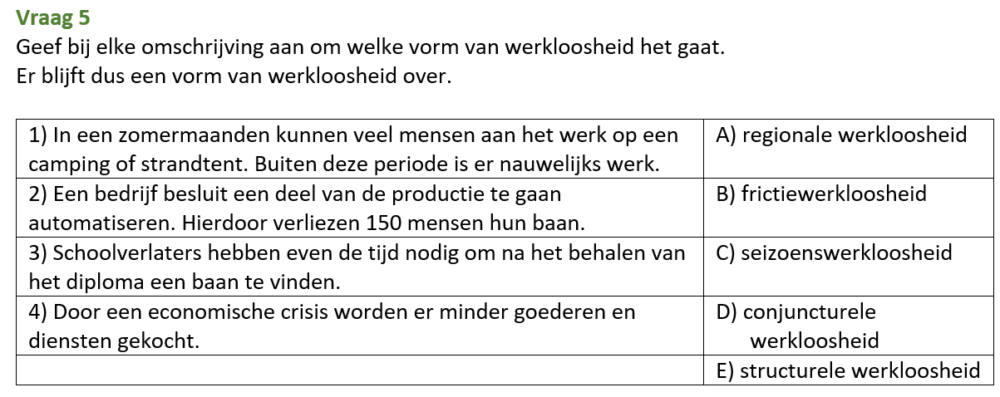 Vraag 5
Geef bij elke omschrijving aan om welke vorm van werkloosheid het gaat.
Er blijft dus een vorm van werkloosheid over.
1) In een zomermaanden kunnen veel mensen aan het werk op een
camping of strandtent. Buiten deze periode is er nauwelijks werk.
A) regionale werkloosheid
2) Een bedrijf besluit een deel van de productie te gaan
automatiseren. Hierdoor verliezen 150 mensen hun baan.
B) frictiewerkloosheid
3) Schoolverlaters hebben even de tijd nodig om na het behalen van
het diploma een baan te vinden.
C) seizoenswerkloosheid
4) Door een economische crisis worden er minder goederen en
diensten gekocht.
D) conjuncturele
werkloosheid
E) structurele werkloosheid